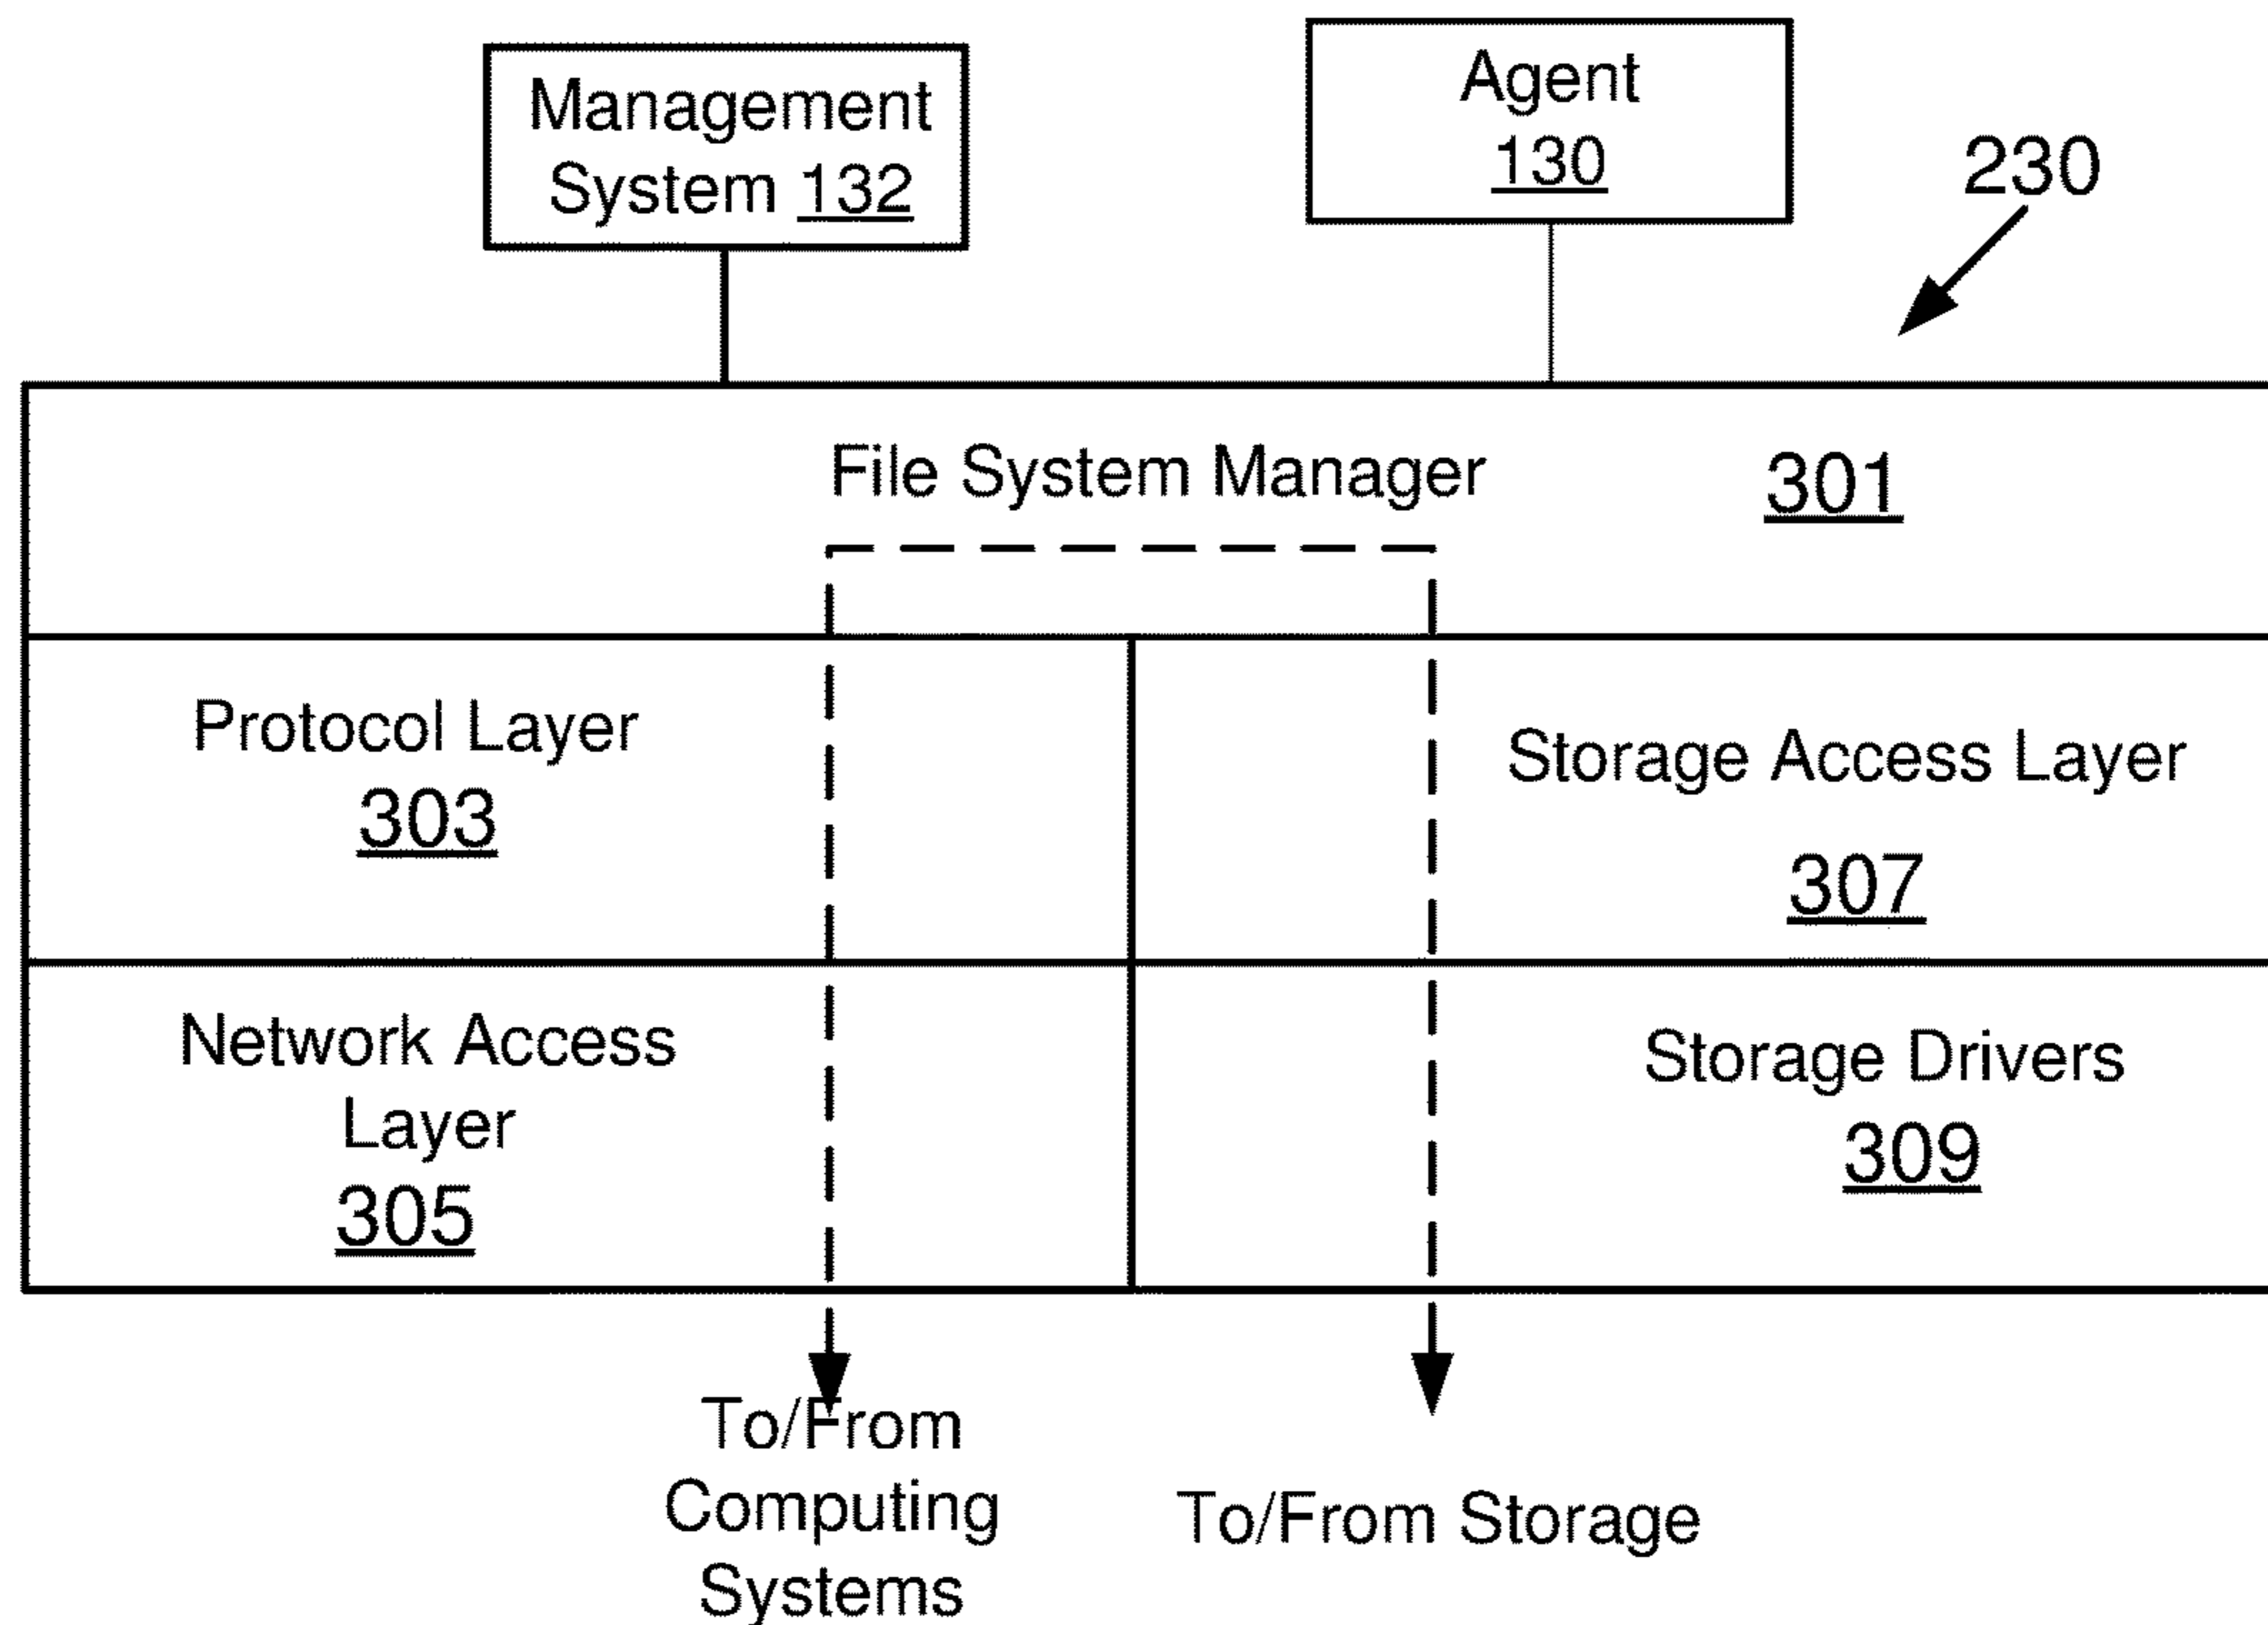 Management
System 132
Agent
130
230
File System Manager 301
Protocol Layer
303
Storage Access Layer
307
Network Access
Layer
305
Storage Drivers
309
To/From
Computing
Systems
To/From Storage